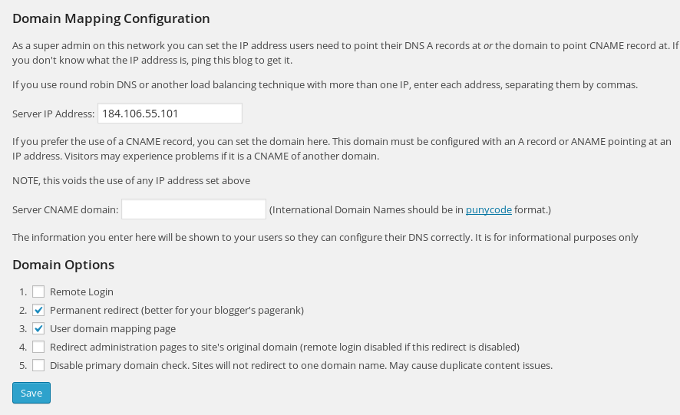 Domain Mapping Configuration
As a super admin on this network you can set the IP address users need to point their DNS A records at or the domain to point CNAME record at. If
you don't know what the IP address is, ping this blog to get it.
If you use round robin DNS or another load balancing technique with more than one IP, enter each address, separating them by commas.
Server IP Address: 184.106.55.101
If you prefer the use of a CNAME record, you can set the domain here. This domain must be configured with an A record or ANAME pointing at an
IP address. Visitors may experience problems if it is a CNAME of another domain.
NOTE, this voids the use of any IP address set above
Server CNAME domain: (International Domain Names should be in punycode format.)
The information you enter here will be shown to your users so they can configure their DNS correctly. It is for informational purposes only
Domain Options
1. Remote Login
2. Permanent redirect (better for your blogger's pagerank)
3. User domain mapping page
4. Redirect administration pages to site's original domain (remote login disabled if this redirect is disabled)
5. Disable primary domain check. Sites will not redirect to one domain name. May cause duplicate content issues.
Save